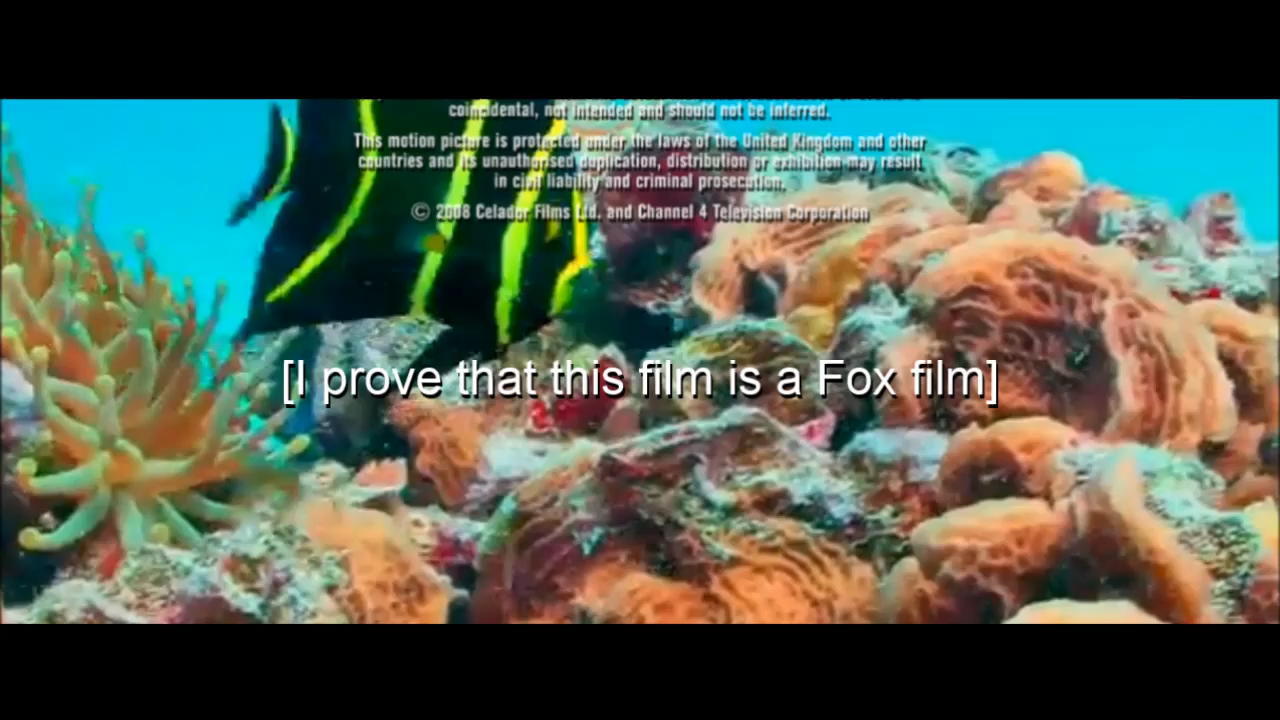 coincidental, not intended and should not be inferred.
This motion picture is protected under the laws of the United Kingdom and other
countries and its unauthorised duplication, distribution or exhibition may result
in civil liability and criminal prosecution.
© 2008 Celador Films Ltd. and Channel 4 Television Corporation
[I prove that this film is a Fox film]